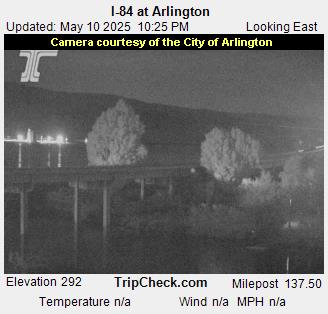 I-84 at Arlington
Updated: May 10 2025 10:25 PM Looking East
Camera courtesy of the City of Arlington
Elevation 292 TripCheck.com Milepost 137.50
Temperature n/a Wind n/a MPH n/a